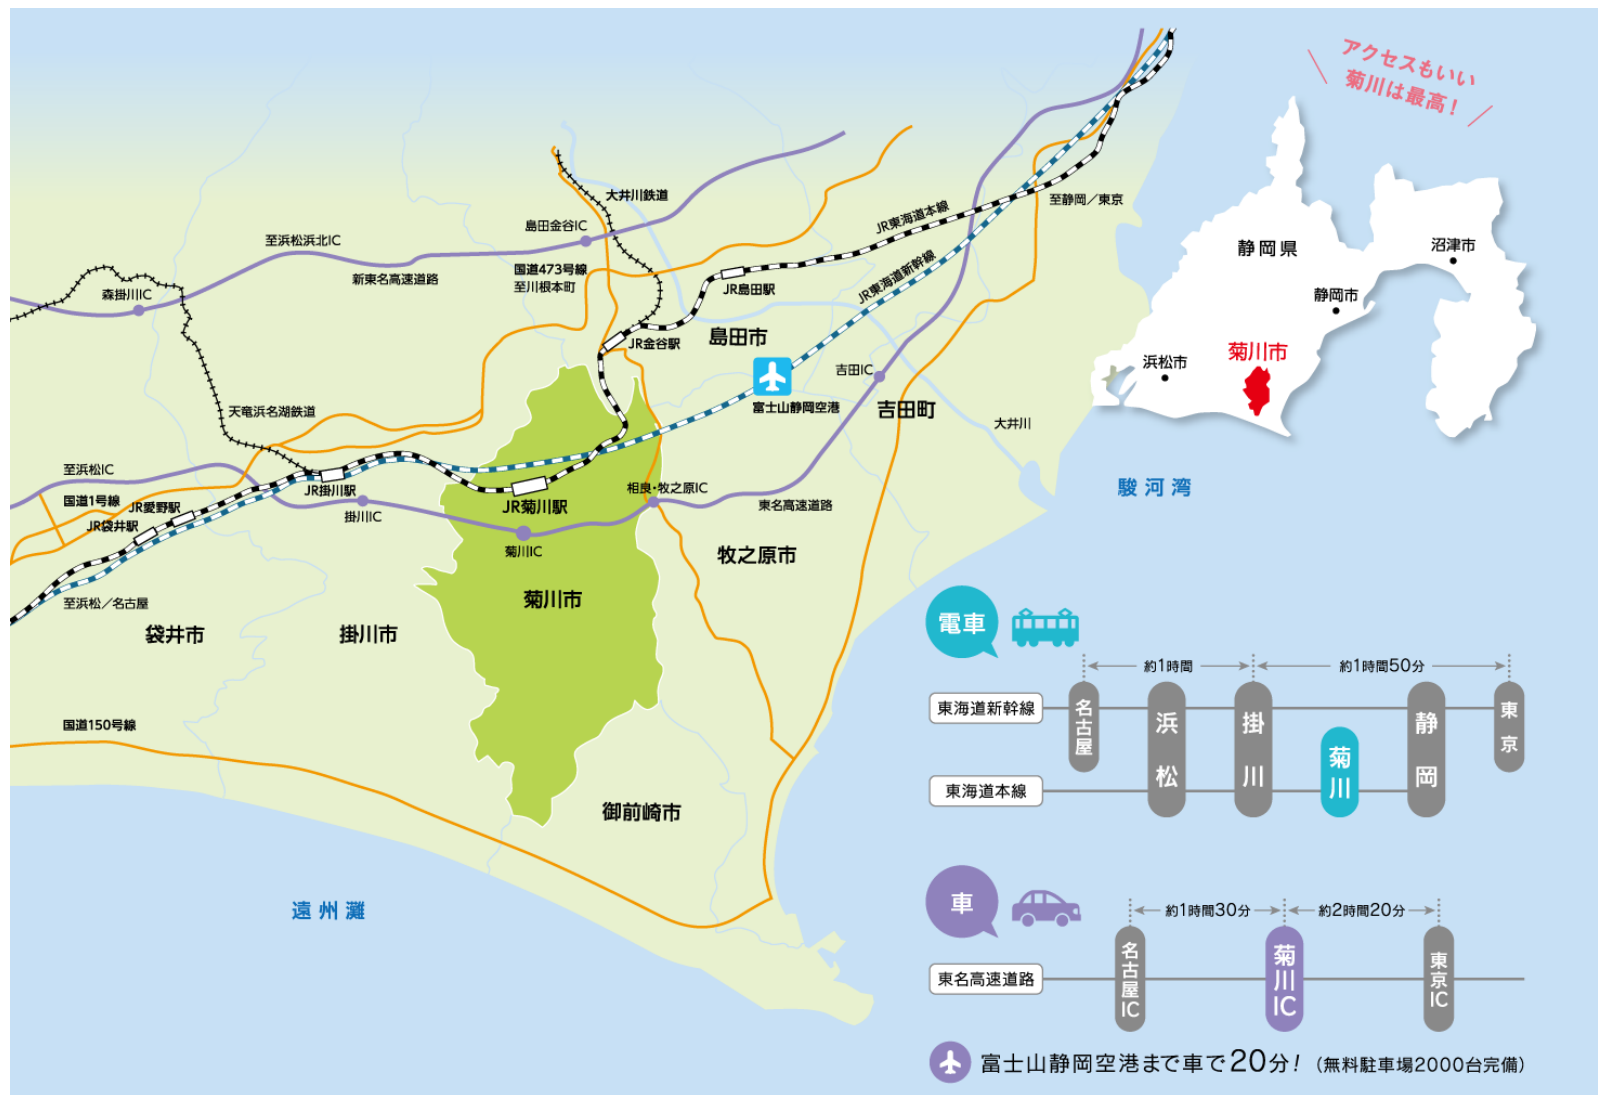 アクセスもいい
菊川は最高！
静岡県
沼津市
静岡市
浜松市
菊川市
大井川鉄道
島田金谷IC
至浜松浜北IC
新東名高速道路
国道473号線
至川根本町
森掛川IC
JR東海道本線
至静岡／東京
JR東海道新幹線
JR島田駅
JR金谷駅
島田市
富士山静岡空港
吉田IC
吉田町
大井川
天竜浜名湖鉄道
至浜松IC
国道1号線
JR愛野駅
JR袋井駅
JR掛川駅
掛川IC
JR菊川駅
菊川IC
相良・牧之原IC
東名高速道路
駿河湾
牧之原市
至浜松／名古屋
袋井市
掛川市
菊川市
国道150号線
御前崎市
遠州灘
電車
約1時間
約1時間50分
東海道新幹線
東海道本線
名古屋
浜松
掛川
菊川
静岡
東京
車
約1時間30分
約2時間20分
東名高速道路
名古屋IC
菊川IC
東京IC
富士山静岡空港まで車で20分！（無料駐車場2000台完備）